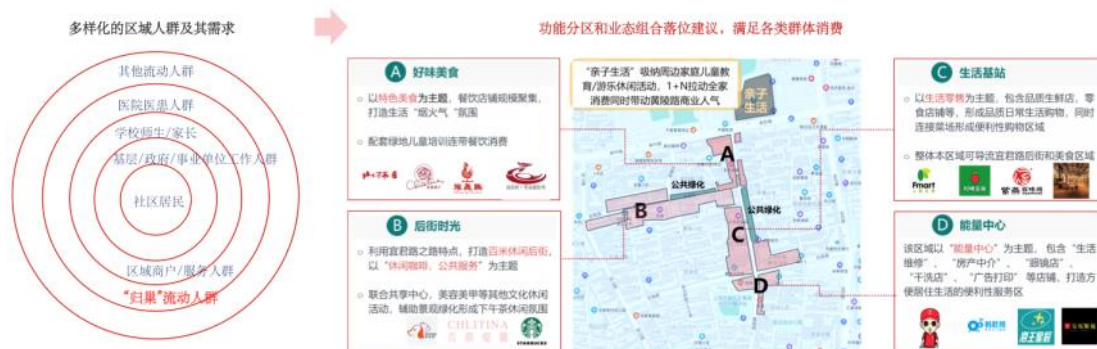 多样化的区域人群及其需求
其他流动人群
医院医患人群
学校师生/家长
基层/政府/事业单位工作人群
社区居民
区域商户/服务人群
“归巢”流动人群
功能分区和业态组合落位建议，满足各类群体消费
A 好味美食
以特色美食为主题，餐饮店铺规模聚集，
打造生活“烟火气”氛围
配套绿地儿童培训连带餐饮消费
B 后街时光
利用宜君路之路特点，打造百米休闲后街，
以“休闲咖啡，公共服务”为主题
联合共享中心，美容美甲等其他文化休闲
活动，辅助景观绿化形成下午茶休闲氛围
CHLITINA
STARBUCKS
“亲子生活”吸纳周边家庭儿童教
育/游乐休闲活动，1+N拉动全家
消费同时带动黄陵路商业人气
亲子
生活
A
公共绿化
B
公共绿化
C
D
C 生活基站
以生活零售为主题，包含品质生鲜店，零
食店铺等，形成品质日常生活购物，同时
连接菜场形成便利性购物区域
整体本区域可导流宜君路后街和美食区域
Fmart
紫燕百味鸡
D 能量中心
该区域以“能量中心”为主题，包含“生活
维修”、“房产中介”、“眼镜店”、
“干洗店”、“广告打印”等店铺，打造方
便居住生活的便利性服务区